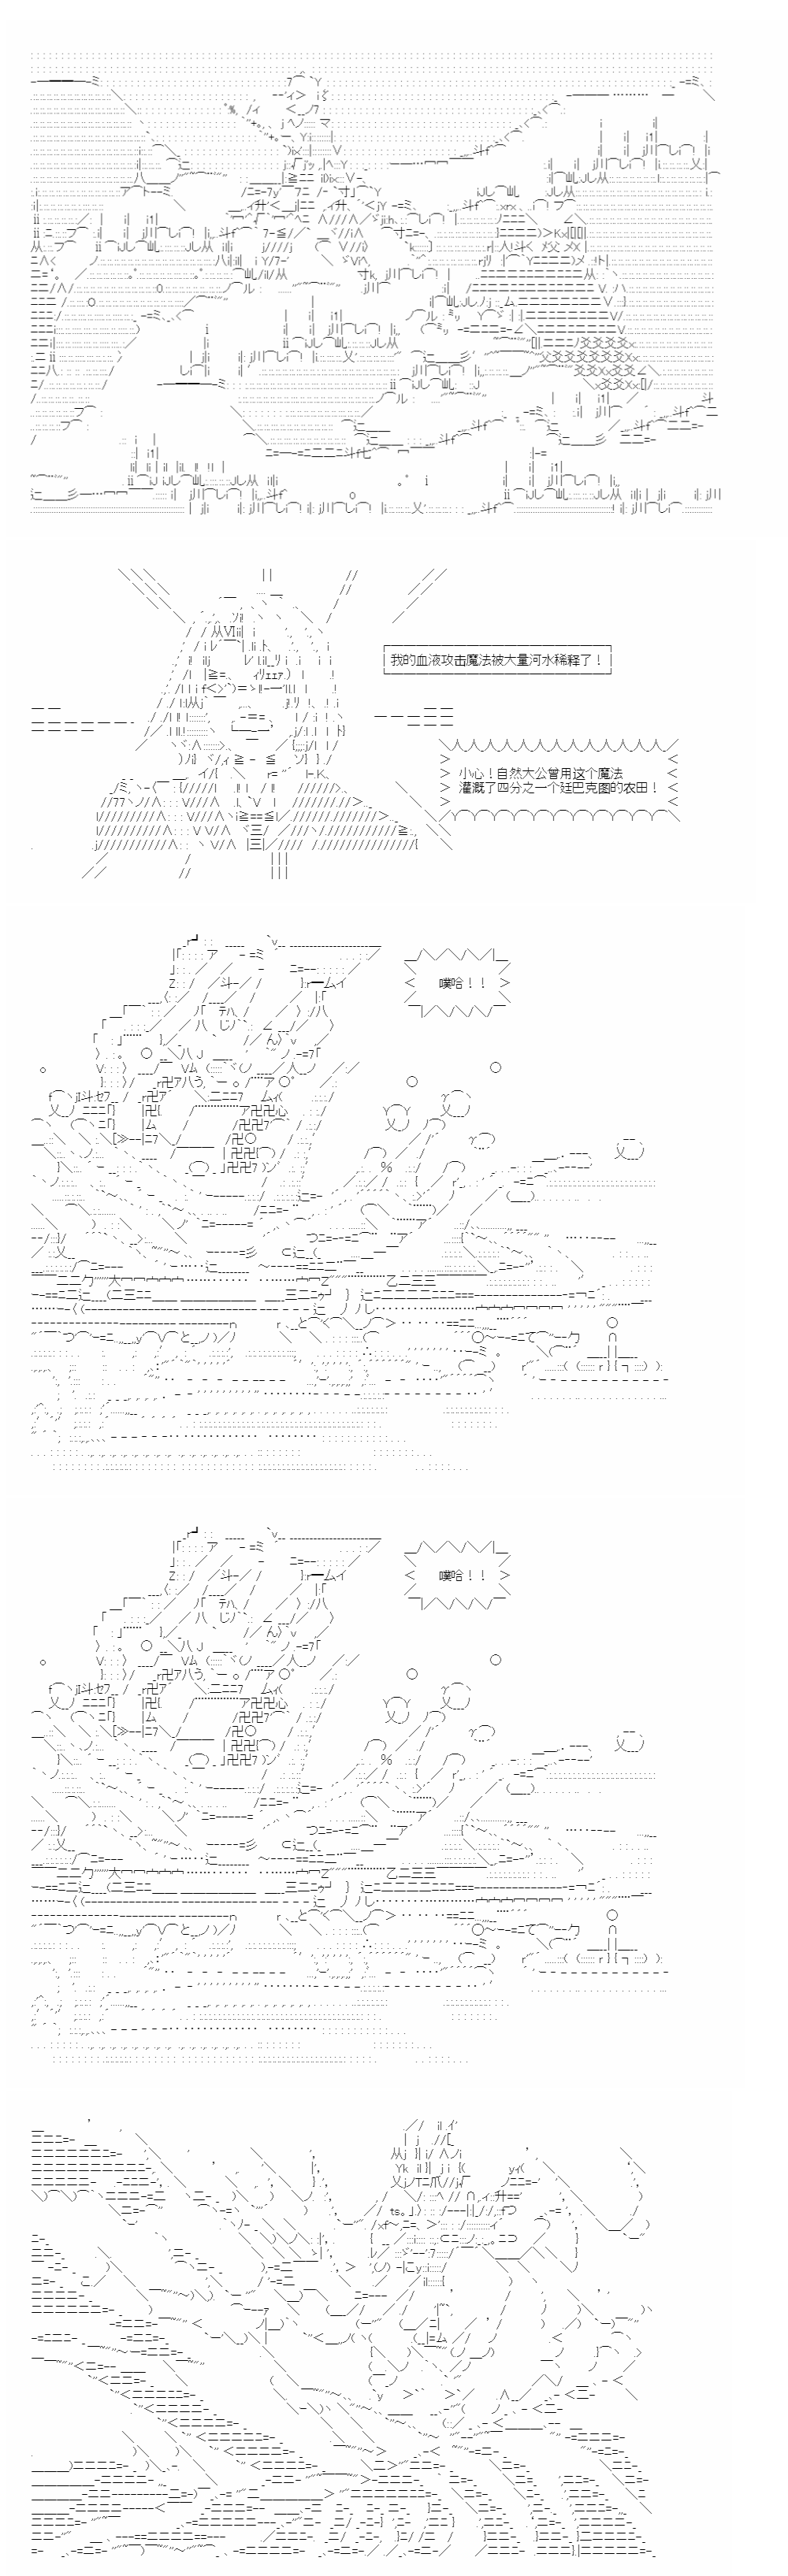 我的血液攻击魔法被大量河水稀释了！
小心！自然大公曾用这个魔法
灌溉了四分之一个廷巴克图的农田！
噗哈！！
噗哈！！